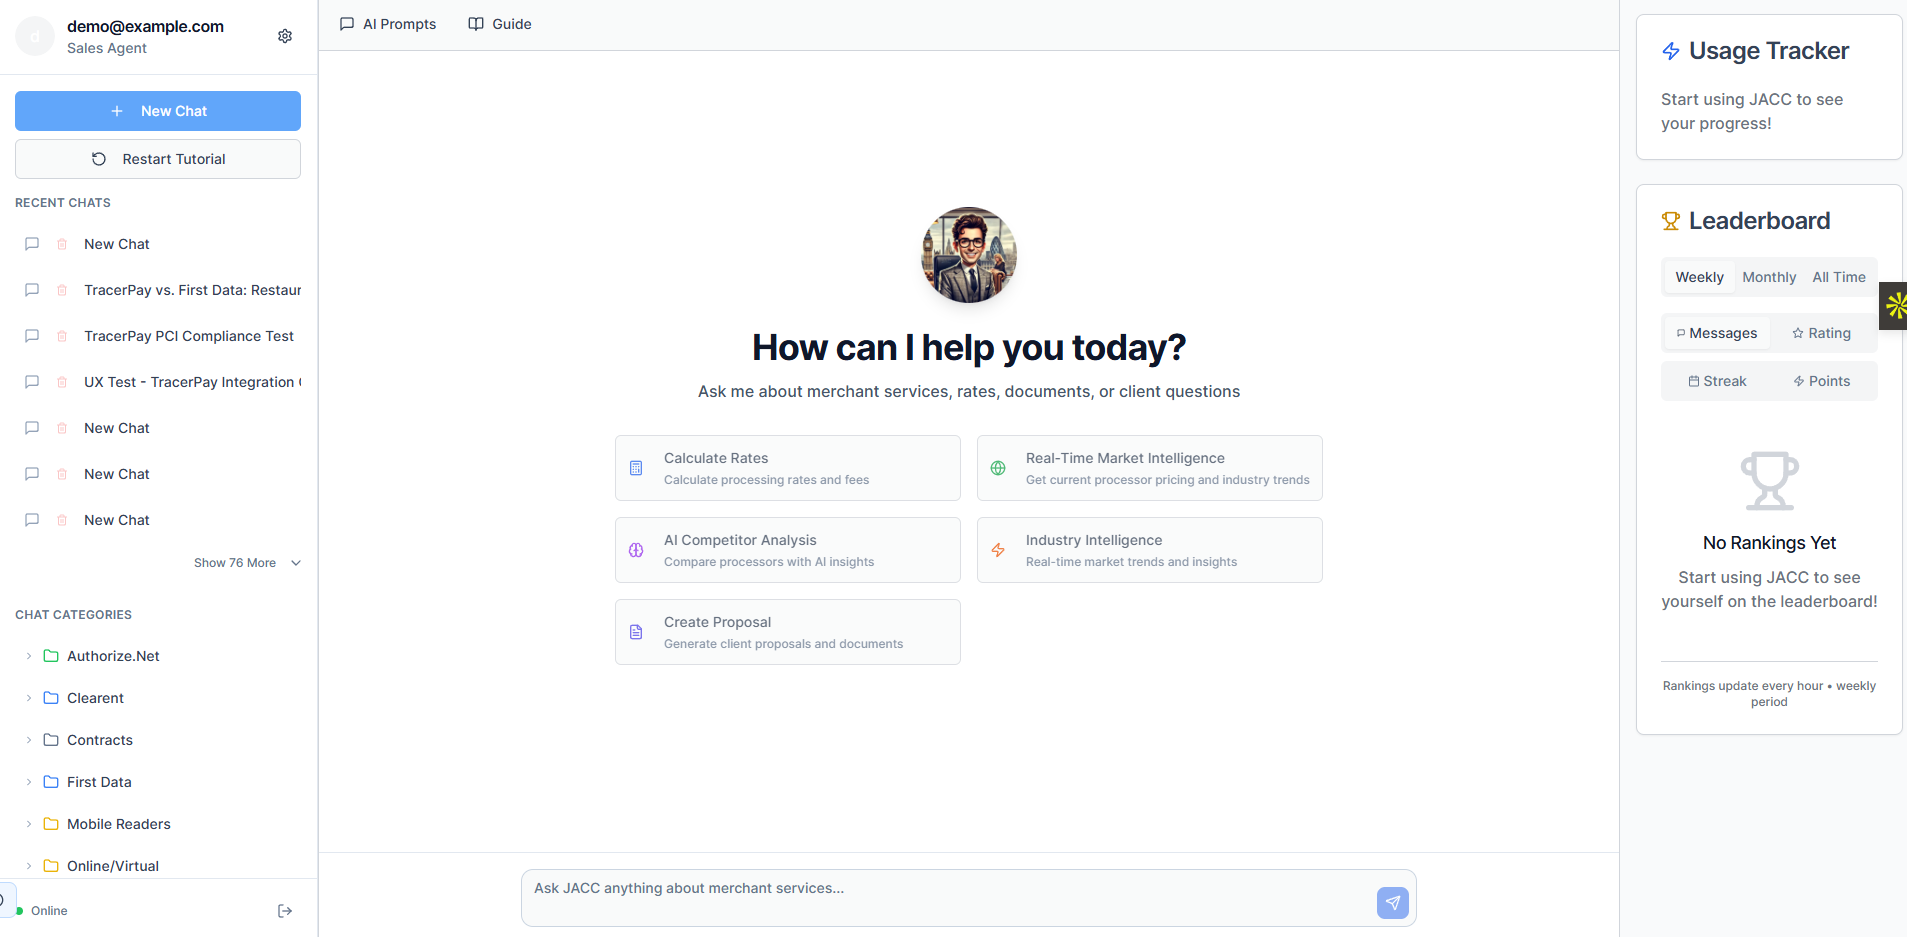 d
demo@example.com
Sales Agent
New Chat
Restart Tutorial
RECENT CHATS
New Chat
TracerPay vs. First Data: Restaur
TracerPay PCI Compliance Test
UX Test - TracerPay Integration
New Chat
New Chat
New Chat
Show 76 More
CHAT CATEGORIES
Authorize.Net
Clearent
Contracts
First Data
Mobile Readers
Online/Virtual
Online
AI Prompts
Guide
How can I help you today?
Ask me about merchant services, rates, documents, or client questions
Calculate Rates
Calculate processing rates and fees
Real-Time Market Intelligence
Get current processor pricing and industry trends
AI Competitor Analysis
Compare processors with AI insights
Industry Intelligence
Real-time market trends and insights
Create Proposal
Generate client proposals and documents
Ask JACC anything about merchant services...
Usage Tracker
Start using JACC to see
your progress!
Leaderboard
Weekly Monthly All Time
Messages Rating
Streak Points
No Rankings Yet
Start using JACC to see
yourself on the leaderboard!
Rankings update every hour • weekly
period